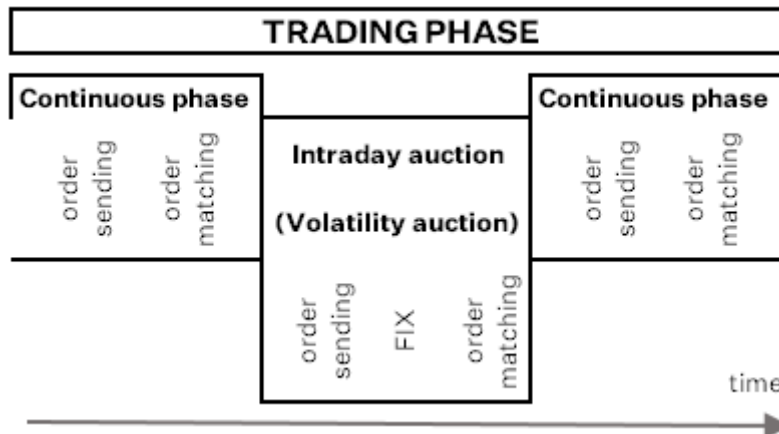 TRADING PHASE
Continuous phase
order
sending
order
matching
Intraday auction
(Volatility auction)
order
sending
FIX
order
matching
Continuous phase
order
sending
order
matching
time